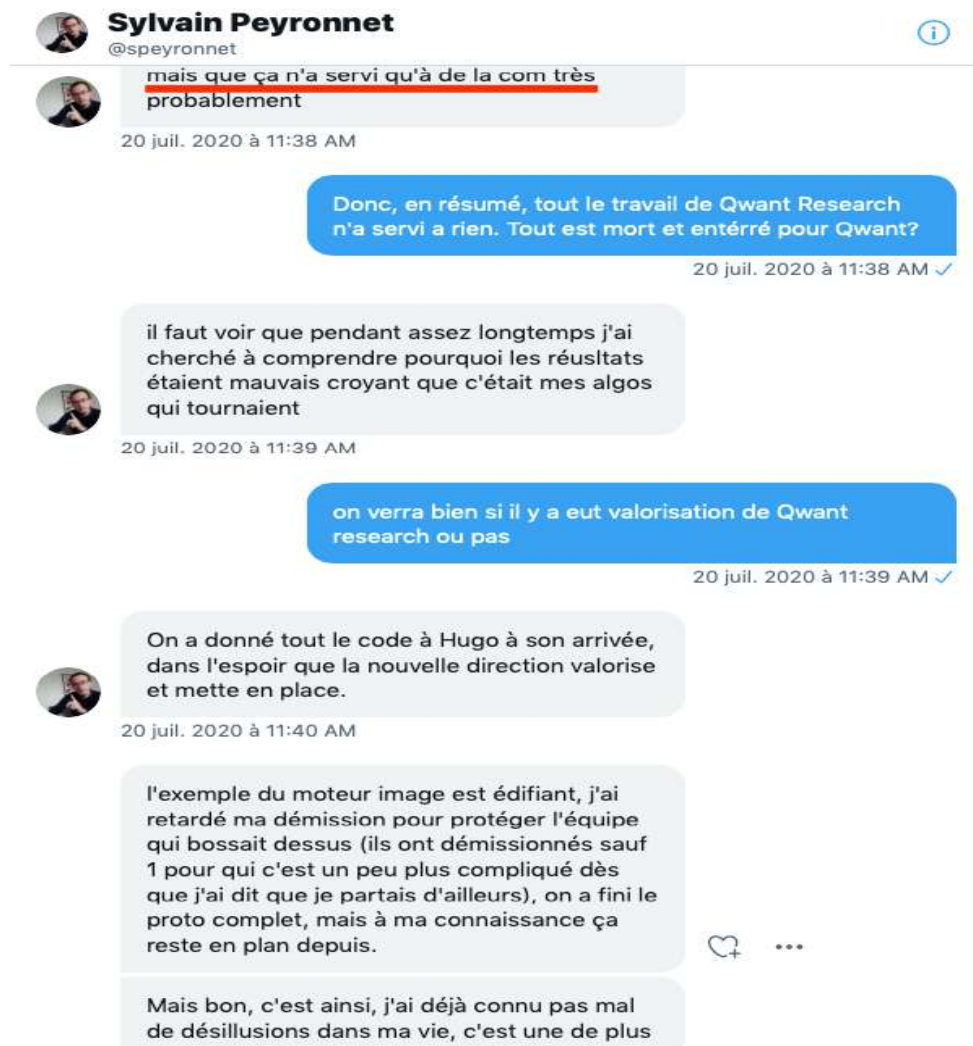 Sylvain Peyronnet
@speyronnet
mais que ça n'a servi qu'à de la com très
probablement
20 juil. 2020 à 11:38 AM
Donc, en résumé, tout le travail de Qwant Research
n'a servi a rien. Tout est mort et entérré pour Qwant?
20 juil. 2020 à 11:38 AM
il faut voir que pendant assez longtemps j'ai
cherché à comprendre pourquoi les réusltats
étaient mauvais croyant que c'était mes algos
qui tournaient
20 juil. 2020 à 11:39 AM
on verra bien si il y a eut valorisation de Qwant
research ou pas
20 juil. 2020 à 11:39 AM
On a donné tout le code à Hugo à son arrivée,
dans l'espoir que la nouvelle direction valorise
et mette en place.
20 juil. 2020 à 11:40 AM
l'exemple du moteur image est édifiant, j'ai
retardé ma démission pour protéger l'équipe
qui bossait dessus (ils ont démissionnés sauf
1 pour qui c'est un peu plus compliqué dès
que j'ai dit que je partais d'ailleurs), on a fini le
proto complet, mais à ma connaissance ça
reste en plan depuis.
Mais bon, c'est ainsi, j'ai déjà connu pas mal
de désillusions dans ma vie, c'est une de plus